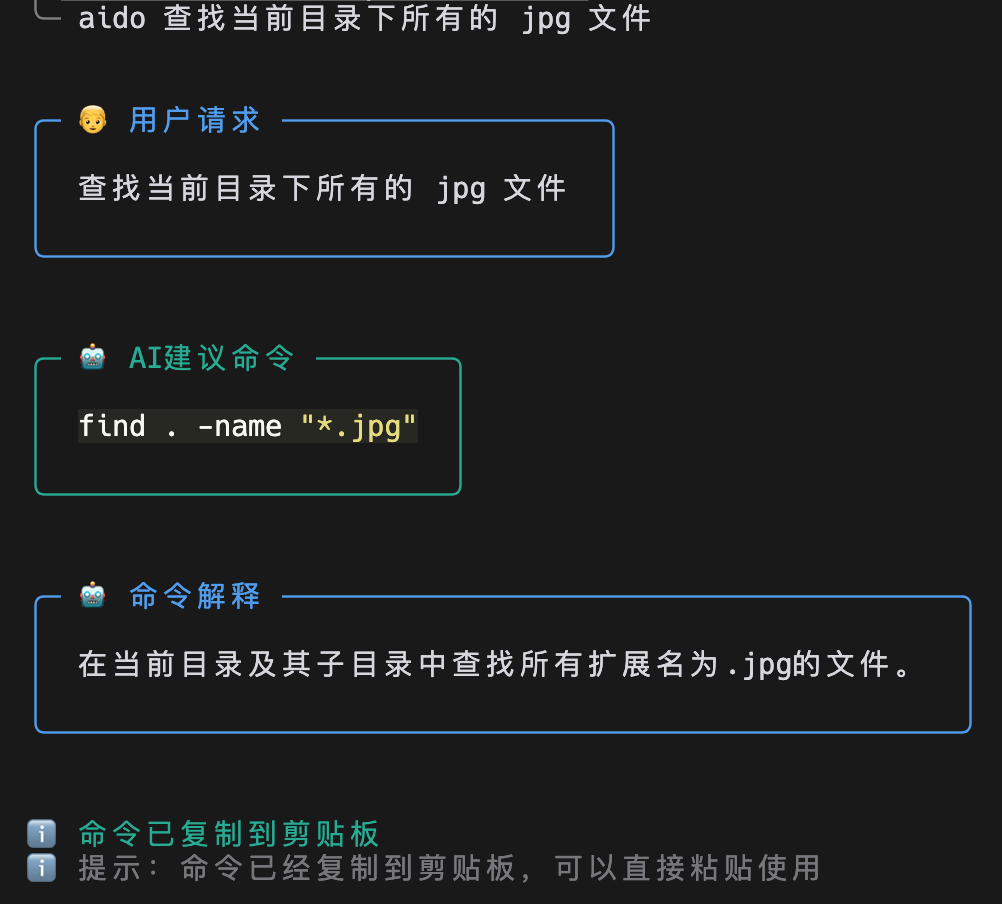 aido 查找当前目录下所有的 jpg 文件
用户请求
查找当前目录下所有的 jpg 文件
AI建议命令
find . -name "*.jpg"
命令解释
在当前目录及其子目录中查找所有扩展名为.jpg的文件。
命令已复制到剪贴板
提示: 命令已经复制到剪贴板, 可以直接粘贴使用